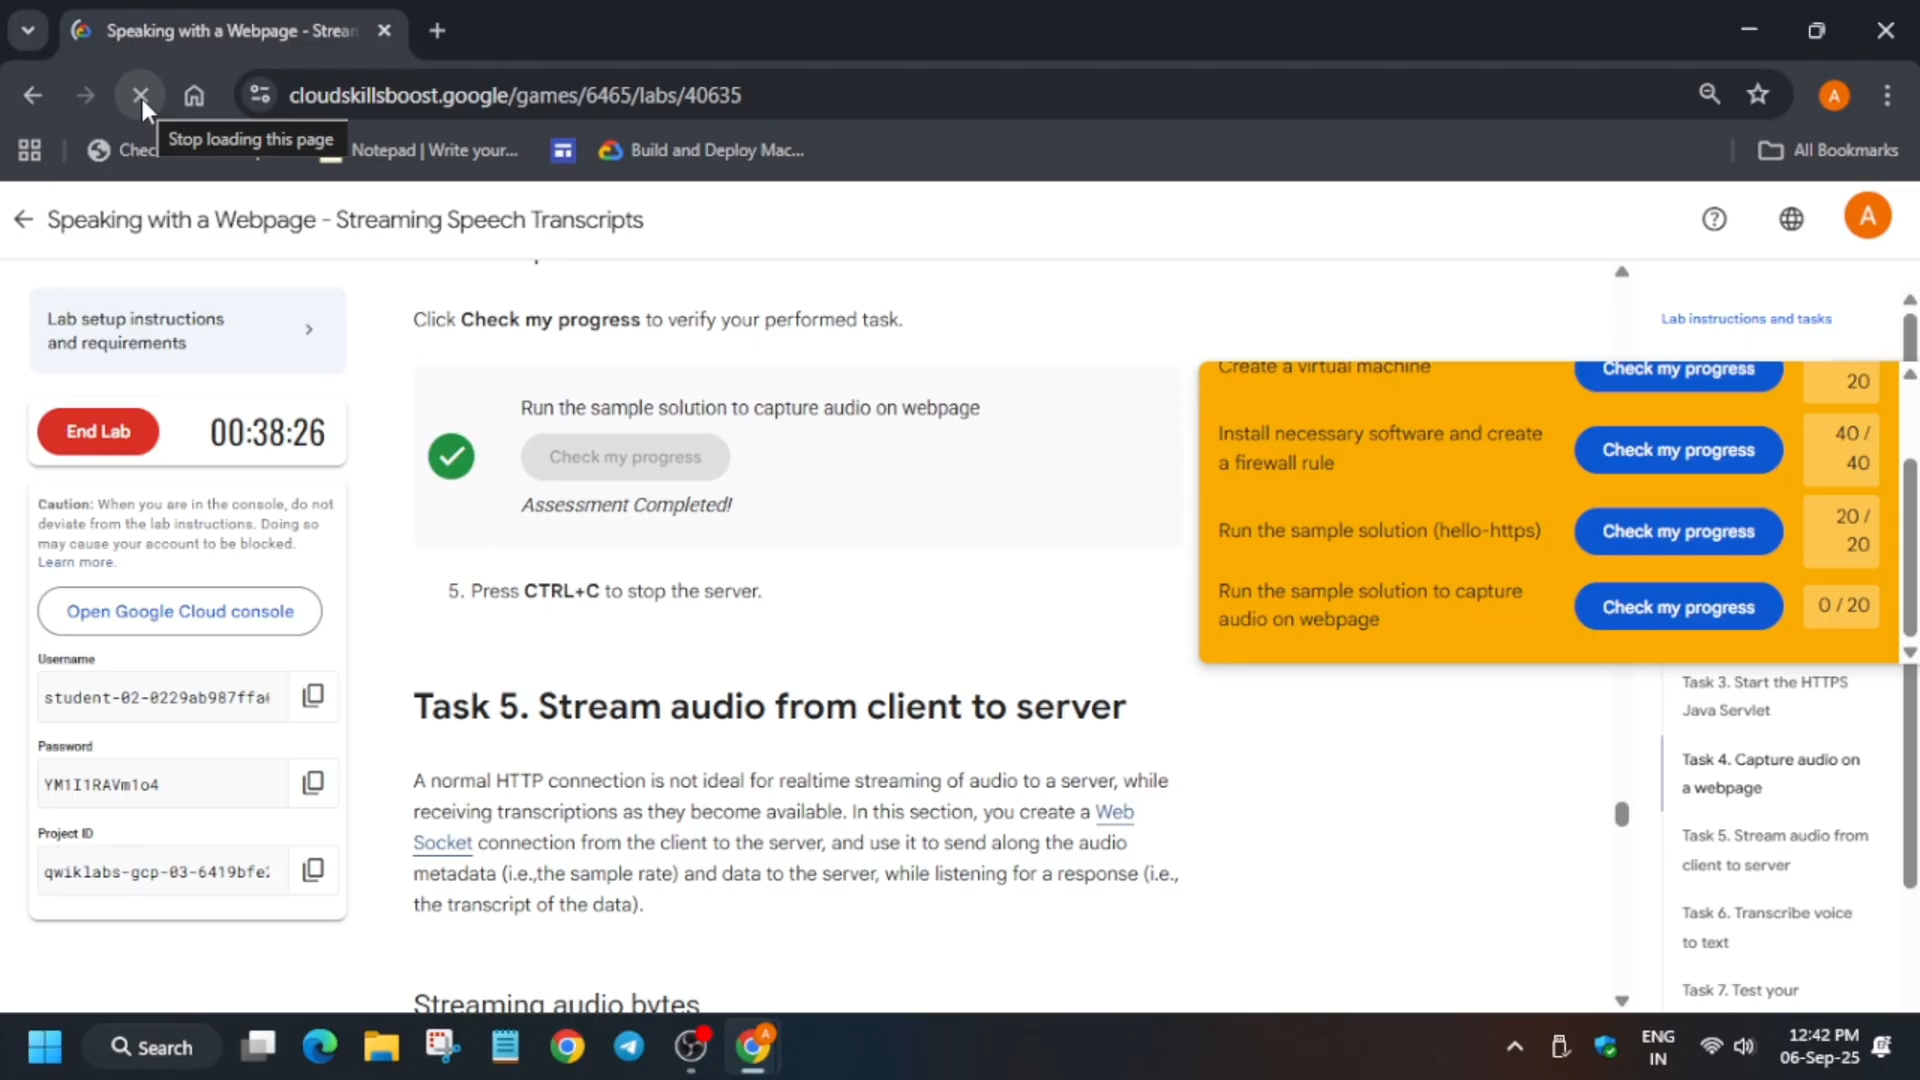 Speaking with a Webpage - Strea
cloudskillsboost.google/games/6465/labs/40635
A
Stop loading this page
Chec
Notepad | Write your...
Build and Deploy Mac...
All Bookmarks
Speaking with a Webpage - Streaming Speech Transcripts
A
Lab setup instructions
and requirements
End Lab
00:38:26
Caution: When you are in the console, do not
deviate from the lab instructions. Doing so
may cause your account to be blocked.
Learn more.
Open Google Cloud console
Username
student-02-0229ab987ffa
Password
YM1I1RAVm1o4
Project ID
qwiklabs-gcp-03-6419bfe
Click Check my progress to verify your performed task.
Run the sample solution to capture audio on webpage
Check my progress
Assessment Completed!
5. Press CTRL+C to stop the server.
Task 5. Stream audio from client to server
A normal HTTP connection is not ideal for realtime streaming of audio to a server, while
receiving transcriptions as they become available. In this section, you create a Web
Socket connection from the client to the server, and use it to send along the audio
metadata (i.e.,the sample rate) and data to the server, while listening for a response (i.e.,
the transcript of the data).
Streaming audio bytes
Lab instructions and tasks
Create a virtual machine
Check my progress
20
Install necessary software and create
a firewall rule
Check my progress
40 /
40
Run the sample solution (hello-https)
Check my progress
20 /
20
Run the sample solution to capture
audio on webpage
Check my progress
0 / 20
Task 3. Start the HTTPS
Java Servlet
Task 4. Capture audio on
a webpage
Task 5. Stream audio from
client to server
Task 6. Transcribe voice
to text
Task 7. Test your
Search
A
ENG
IN
12:42 PM
06-Sep-25